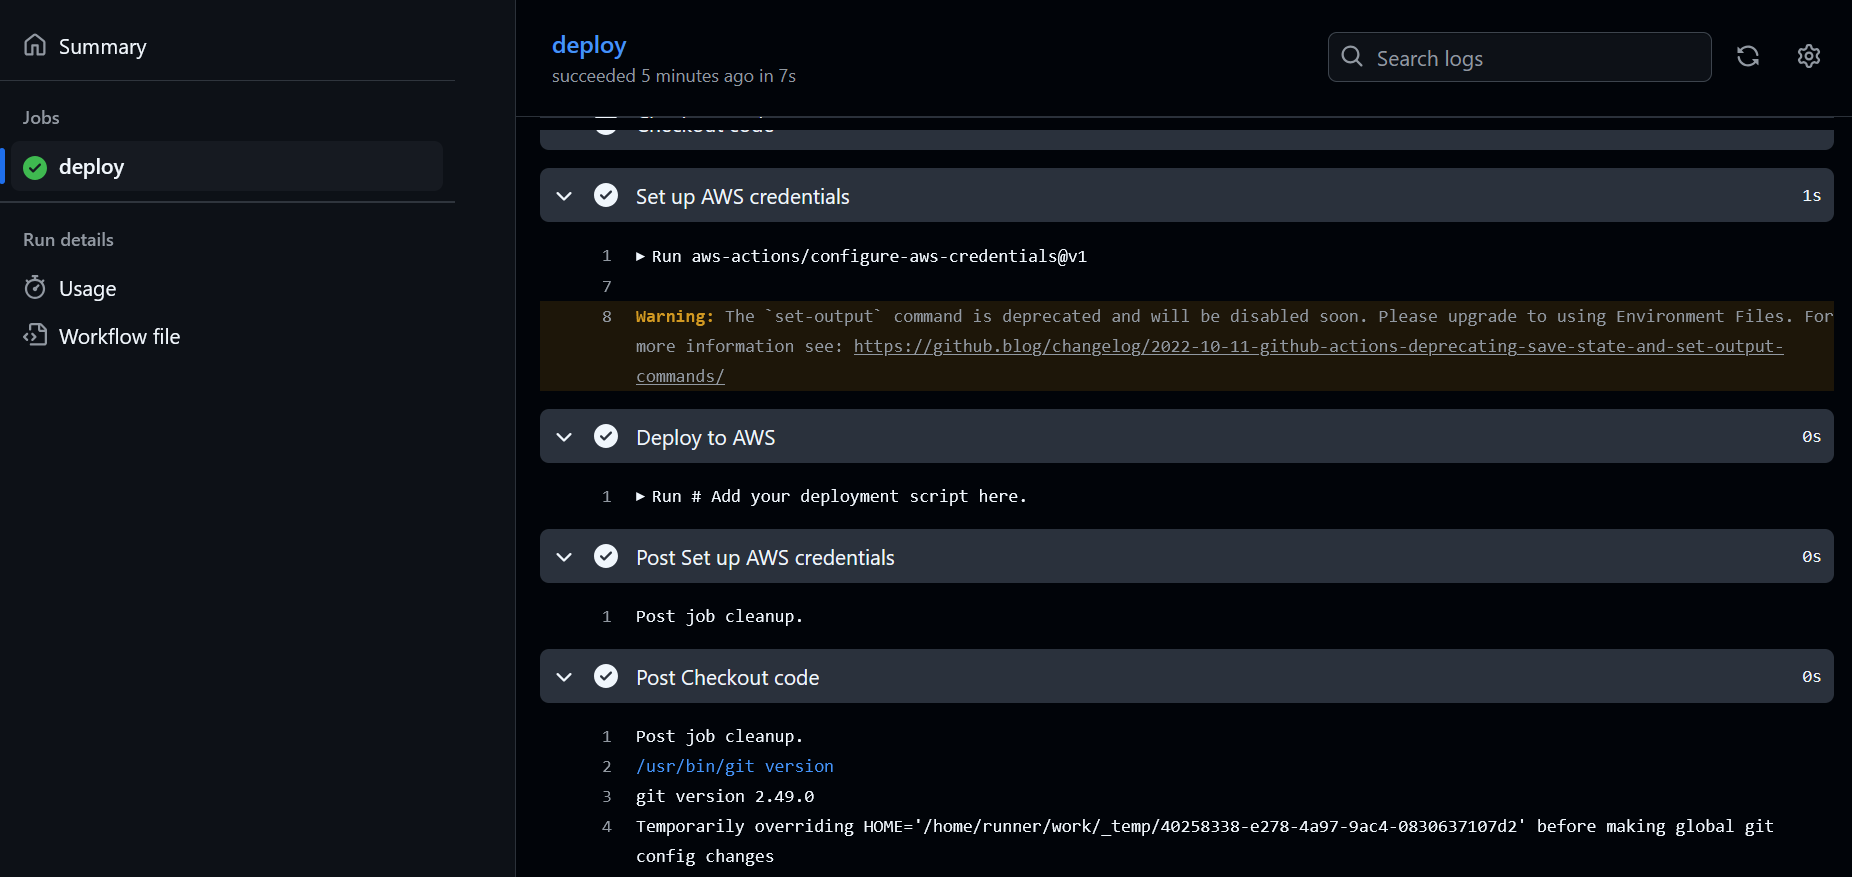 Summary
Jobs
deploy
Run details
Usage
Workflow file
deploy
succeeded 5 minutes ago in 7s
Search logs
Checkout code
Set up AWS credentials
1s
1 Run aws-actions/configure-aws-credentials@v1
7
8 Warning: The `set-output` command is deprecated and will be disabled soon. Please upgrade to using Environment Files. For
more information see: https://github.blog/changelog/2022-10-11-github-actions-deprecating-save-state-and-set-output-
commands/
Deploy to AWS
0s
1 Run # Add your deployment script here.
Post Set up AWS credentials
0s
1 Post job cleanup.
Post Checkout code
0s
1 Post job cleanup.
2 /usr/bin/git version
3 git version 2.49.0
4 Temporarily overriding HOME='/home/runner/work/_temp/40258338-e278-4a97-9ac4-0830637107d2' before making global git
config changes